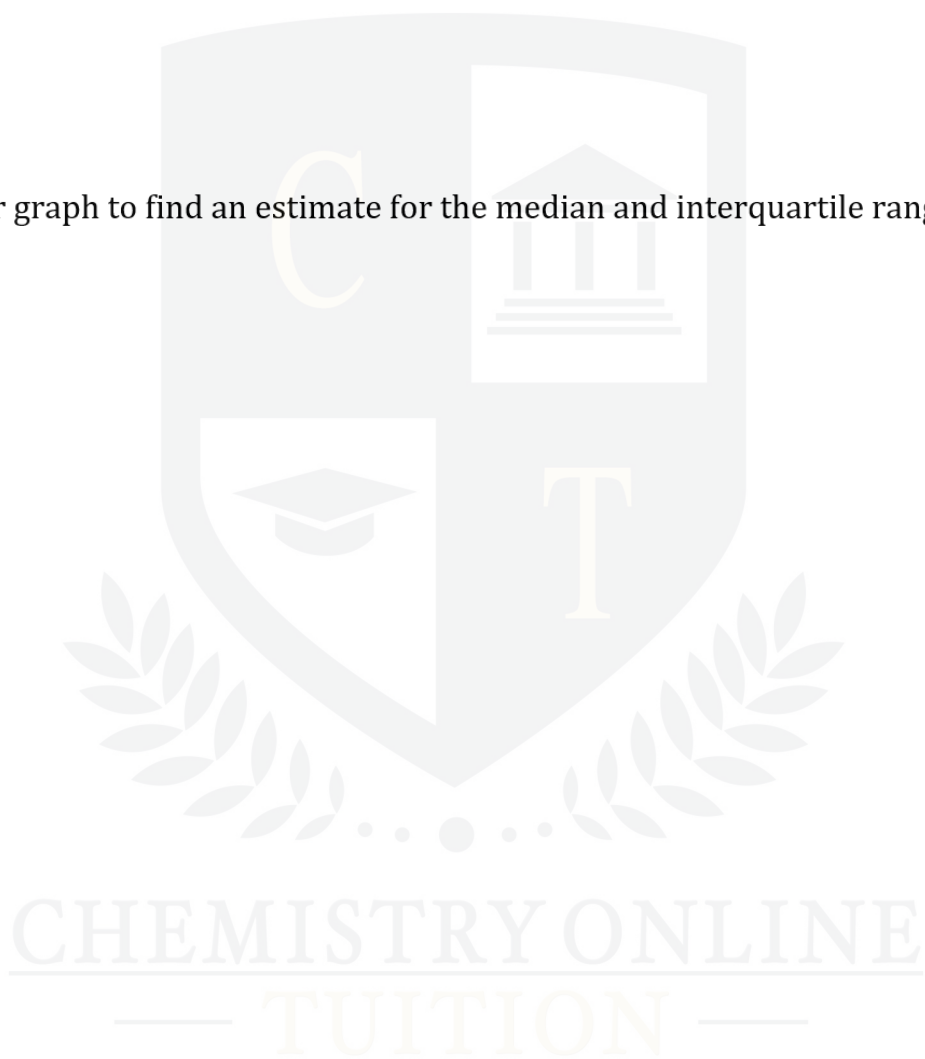 r graph to find an estimate for the median and interquartile rang
C
T
CHEMISTRY ONLINE
TUITION